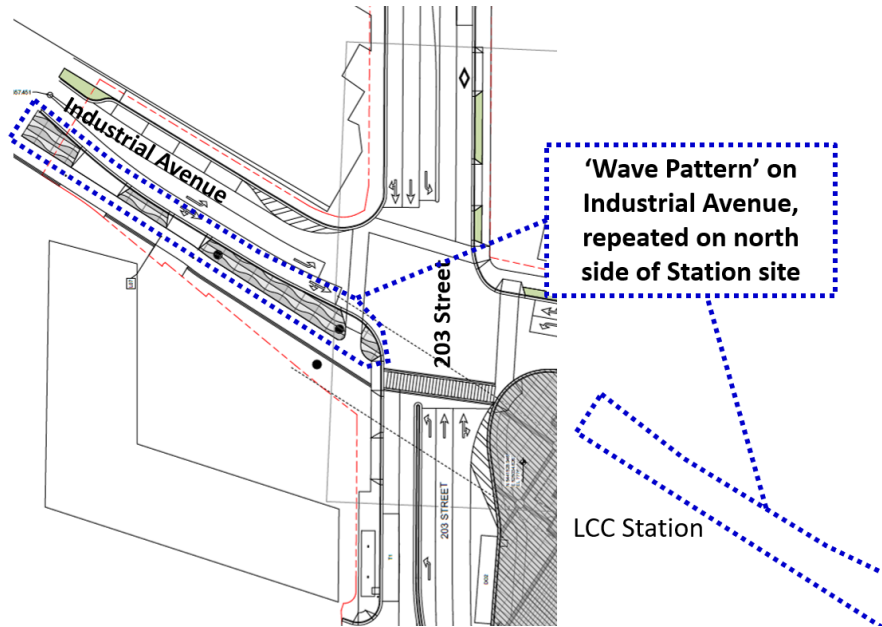 Industrial Avenue
203 Street
203 STREET
‘Wave Pattern’ on
Industrial Avenue,
repeated on north
side of Station site
LCC Station